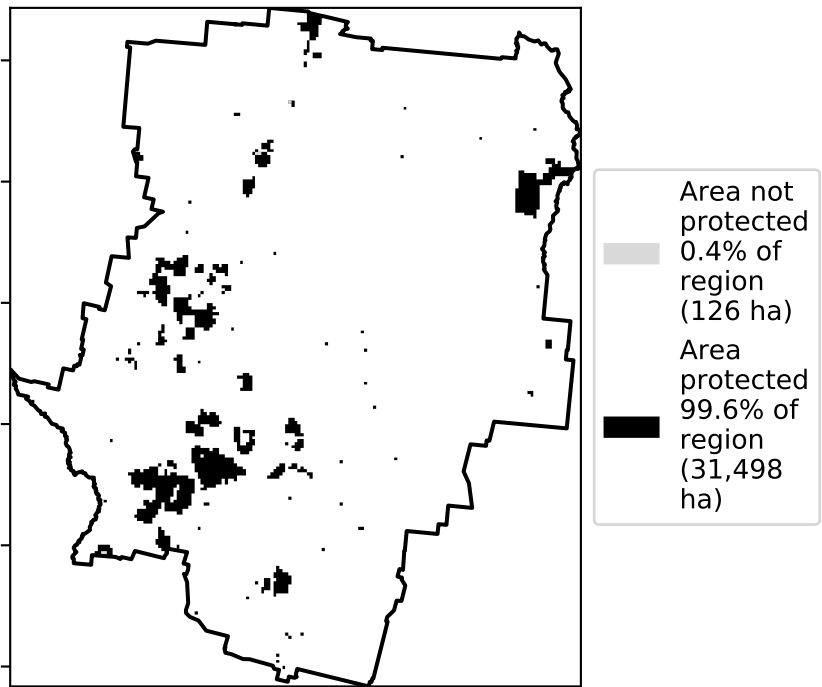 Area not
protected
0.4% of
region
(126 ha)
Area
protected
99.6% of
region
(31,498
ha)